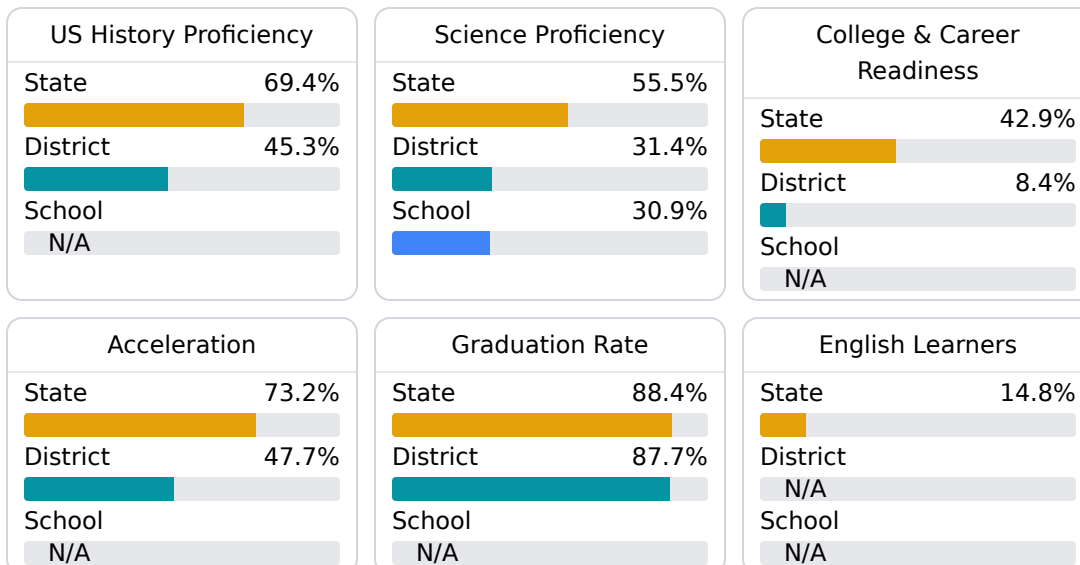 US History Proficiency
State 69.4%
District 45.3%
School
N/A
Science Proficiency
State 55.5%
District 31.4%
School 30.9%
College & Career
Readiness
State 42.9%
District 8.4%
School
N/A
Acceleration
State 73.2%
District 47.7%
School
N/A
Graduation Rate
State 88.4%
District 87.7%
School
N/A
English Learners
State 14.8%
District
N/A
School
N/A